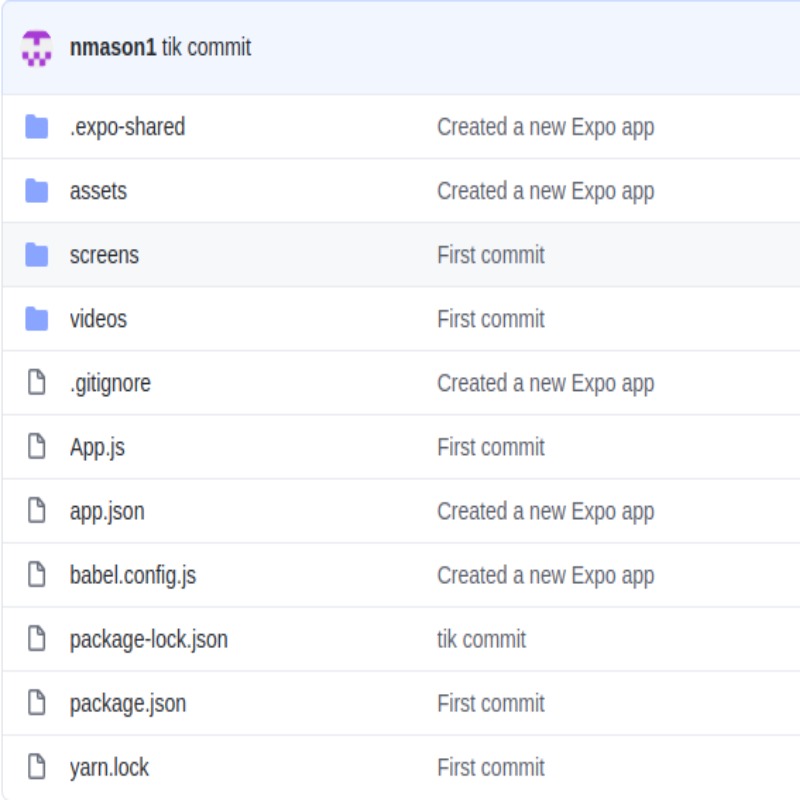 nmason1 tik commit
.expo-shared Created a new Expo app
assets Created a new Expo app
screens First commit
videos First commit
.gitignore Created a new Expo app
App.js First commit
app.json Created a new Expo app
babel.config.js Created a new Expo app
package-lock.json tik commit
package.json First commit
yarn.lock First commit